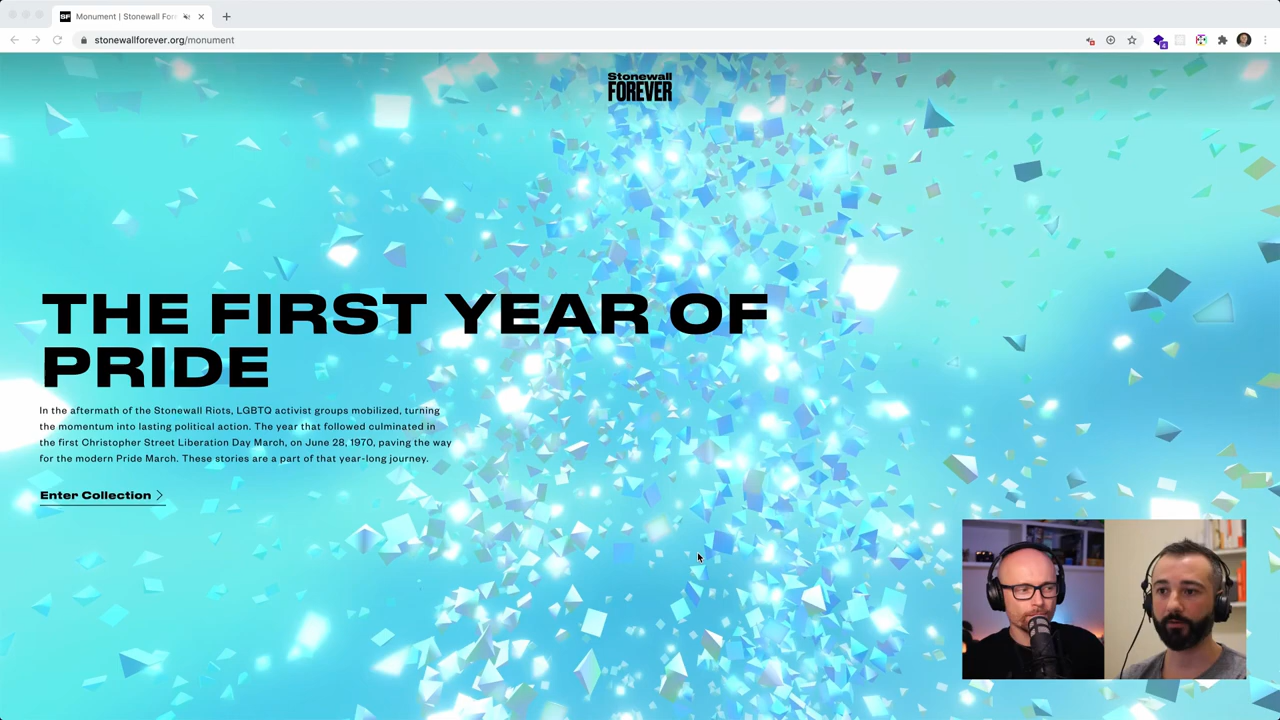 SF Monument | Stonewall For
stonewallforever.org/monument
4
Stonewall
FOREVER
THE FIRST YEAR OF
PRIDE
In the aftermath of the Stonewall Riots, LGBTQ activist groups mobilized, turning
the momentum into lasting political action. The year that followed culminated in
the first Christopher Street Liberation Day March, on June 28, 1970, paving the way
for the modern Pride March. These stories are a part of that year-long journey.
Enter Collection